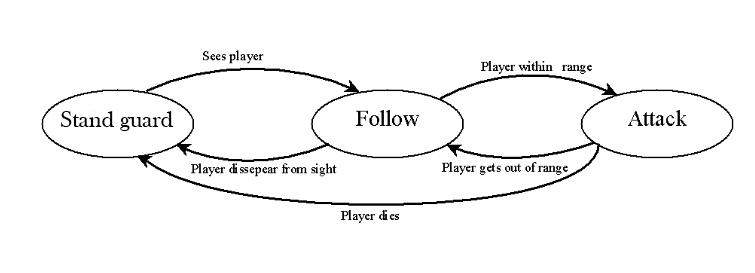 Sees player
Player within range
Stand guard
Follow
Attack
Player dissepear from sight
Player gets out of range
Player dies